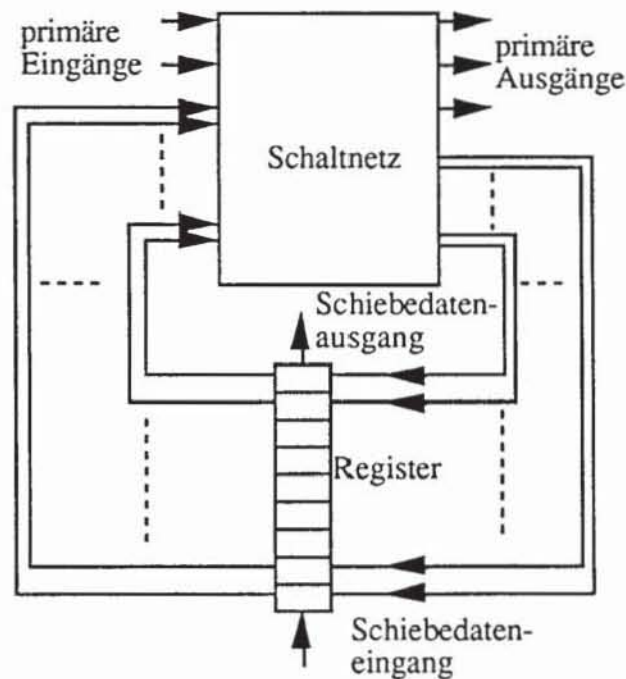 primäre
Eingänge
primäre
Ausgänge
Schaltnetz
Schiebedaten-
ausgang
Register
Schiebedaten-
eingang